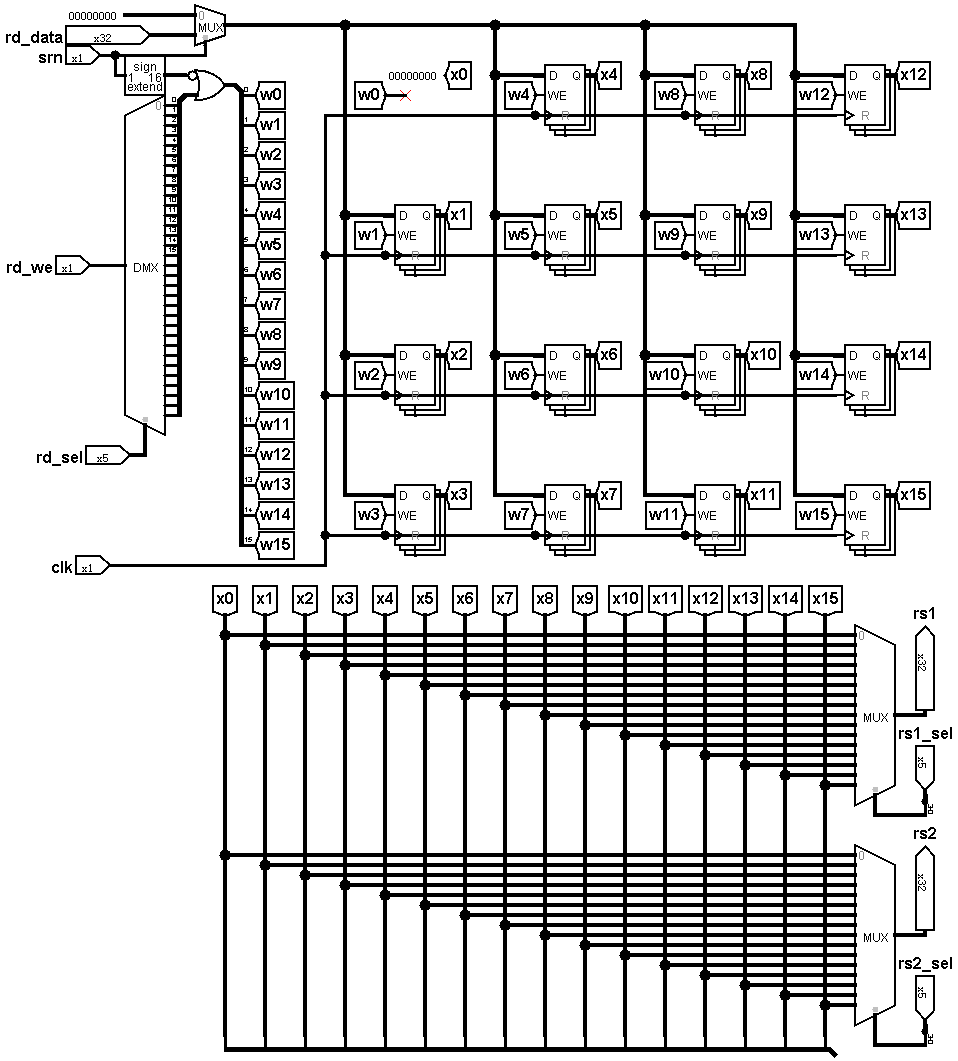 00000000 0
rd_data x32 MUX
srn x1
sign
1 16
extend
0
0
1
2
3
4
5
6
7
8
9
10
11
12
13
14
15
rd_we x1 DMX
rd_sel x5
clk x1
0 w0
1 w1
2 w2
3 w3
4 w4
5 w5
6 w6
7 w7
8 w8
9 w9
10 w10
11 w11
12 w12
13 w13
14 w14
15 w15
00000000 x0
w0
D Q x4
w4 WE
R
D Q x8
w8 WE
R
D Q x12
w12 WE
R
D Q x1
w1 WE
R
D Q x5
w5 WE
R
D Q x9
w9 WE
R
D Q x13
w13 WE
R
D Q x2
w2 WE
R
D Q x6
w6 WE
R
D Q x10
w10 WE
R
D Q x14
w14 WE
R
D Q x3
w3 WE
R
D Q x7
w7 WE
R
D Q x11
w11 WE
R
D Q x15
w15 WE
R
x0 x1 x2 x3 x4 x5 x6 x7 x8 x9 x10 x11 x12 x13 x14 x15
rs1
0
x32
MUX
rs1_sel
x5
rs2
0
x32
MUX
rs2_sel
x5